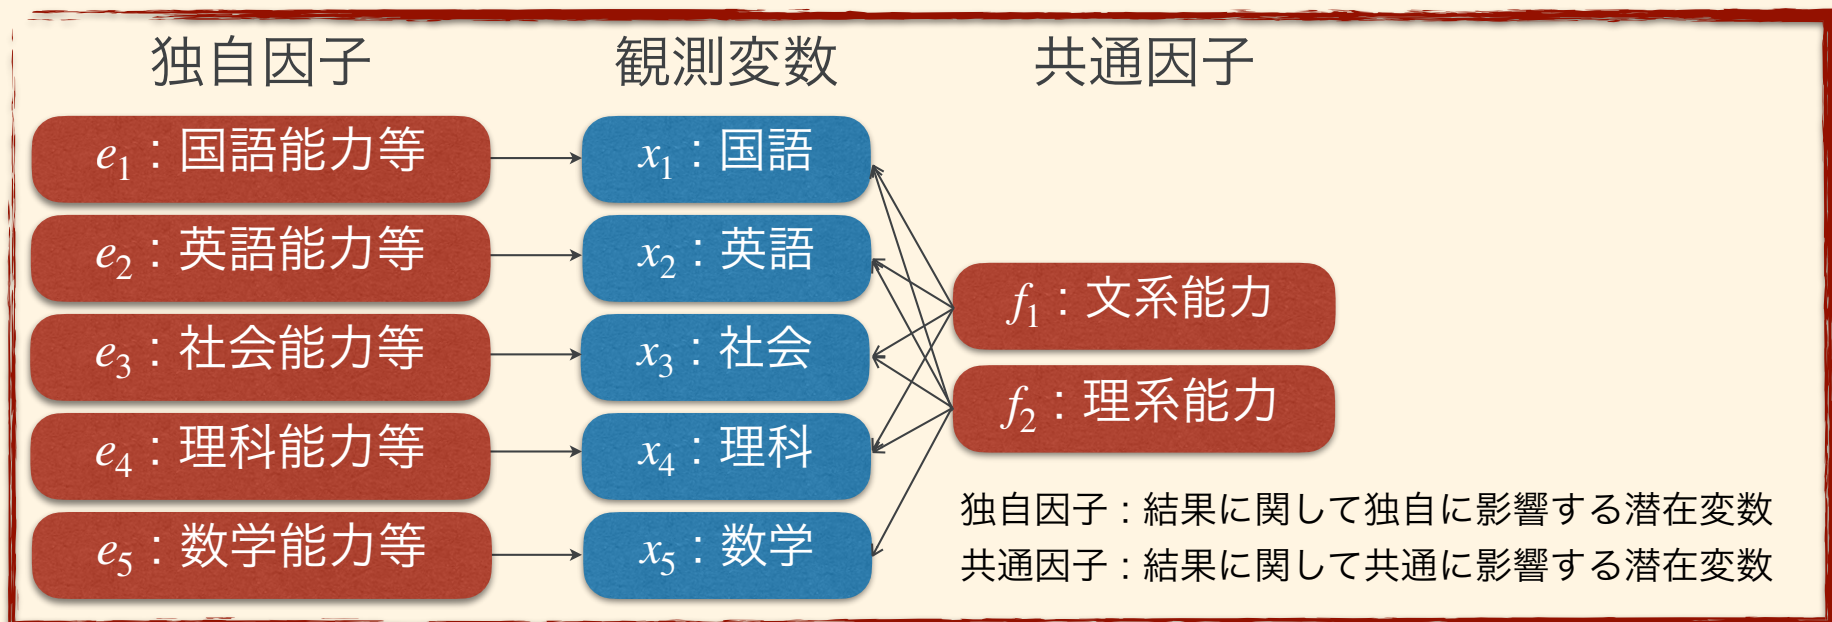 独自因子 観測変数 共通因子
e₁：国語能力等 x₁：国語
e₂：英語能力等 x₂：英語
f₁：文系能力
e₃：社会能力等 x₃：社会
f₂：理系能力
e₄：理科能力等 x₄：理科
独自因子：結果に関して独自に影響する潜在変数
e₅：数学能力等 x₅：数学
共通因子：結果に関して共通に影響する潜在変数